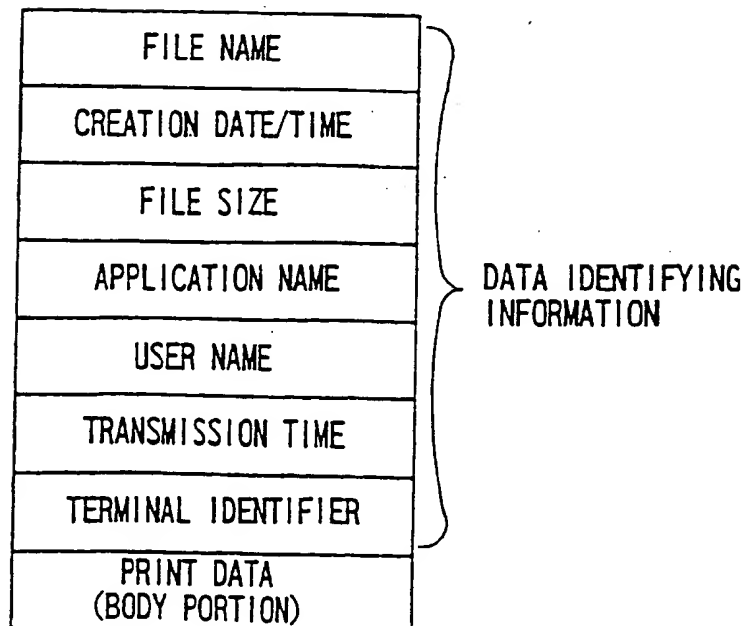 FILE NAME
CREATION DATE/TIME
FILE SIZE
APPLICATION NAME
USER NAME
TRANSMISSION TIME
TERMINAL IDENTIFIER
PRINT DATA
(BODY PORTION)
DATA IDENTIFYING
INFORMATION